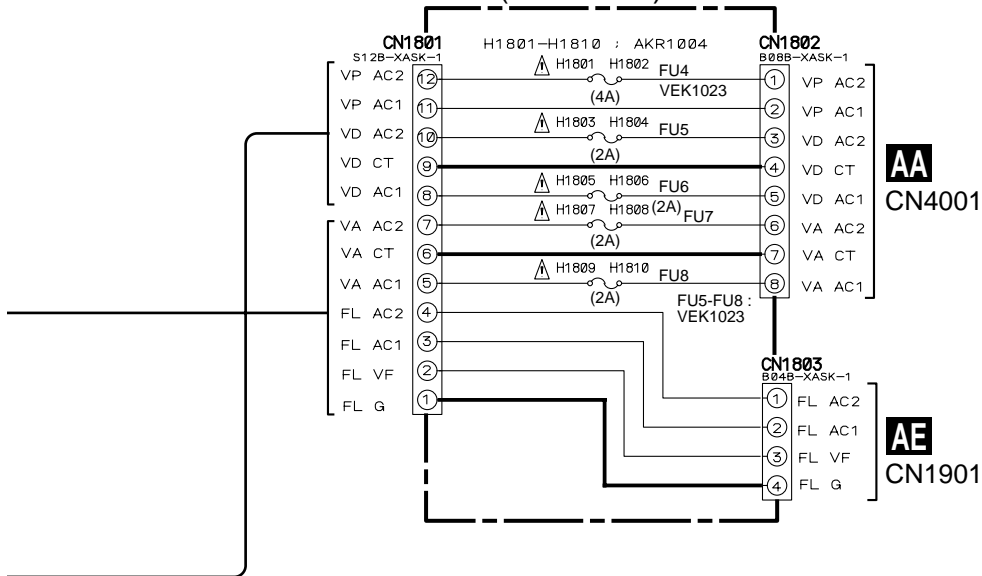 CN1801 H1801-H1810 ; AKR1004 CN1802
S12B-XASK-1 B08B-XASK-1
VP AC2 12 H1801 H1802 FU4 1 VP AC2
(4A) VEK1023
VP AC1 11 2 VP AC1
VD AC2 10 H1803 H1804 FU5 3 VD AC2
(2A)
VD CT 9 4 VD CT
AA
CN4001
VD AC1 8 H1805 H1806 FU6 5 VD AC1
(2A)
VA AC2 7 H1807 H1808 FU7 6 VA AC2
(2A)
VA CT 6 7 VA CT
VA AC1 5 H1809 H1810 FU8 8 VA AC1
(2A)
FU5-FU8 :
VEK1023
FL AC2 4
FL AC1 3
FL VF 2
FL G 1
CN1803
B04B-XASK-1
1 FL AC2
2 FL AC1
3 FL VF
4 FL G
AE
CN1901